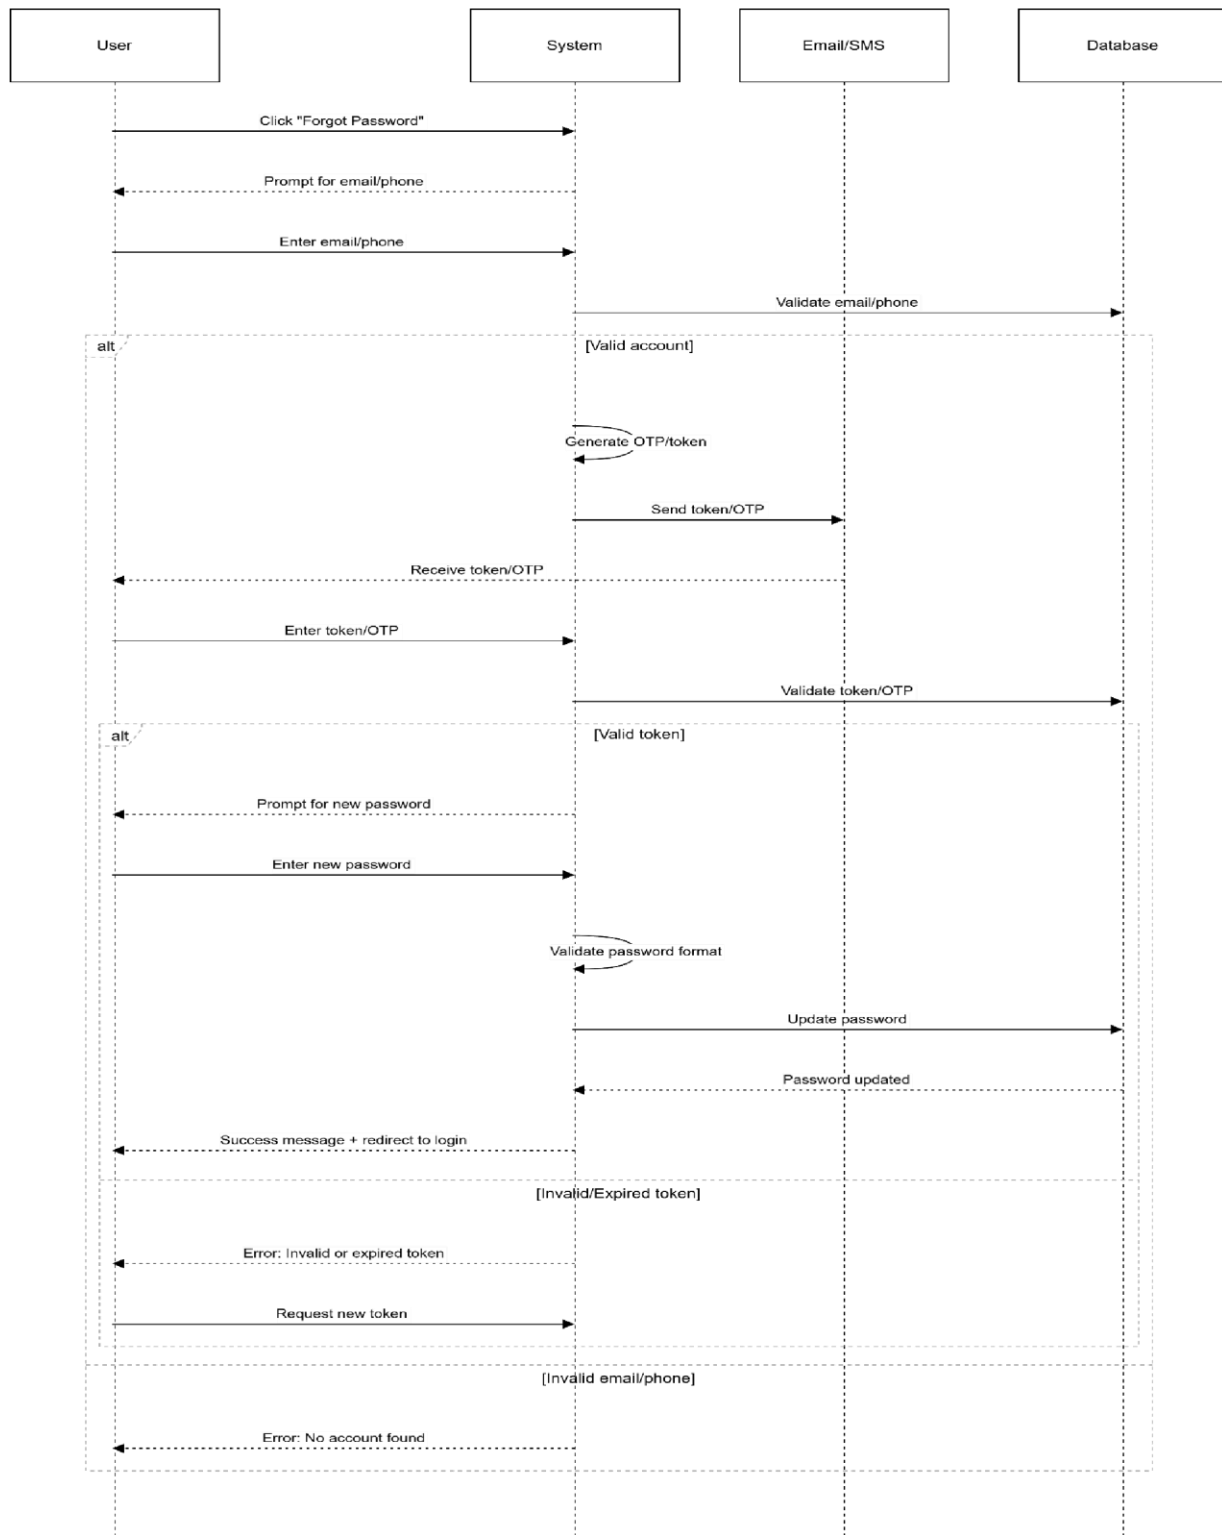 User
System
Email/SMS
Database
Click "Forgot Password"
Prompt for email/phone
Enter email/phone
Validate email/phone
alt
[Valid account]
Generate OTP/token
Send token/OTP
Receive token/OTP
Enter token/OTP
Validate token/OTP
alt
[Valid token]
Prompt for new password
Enter new password
Validate password format
Update password
Password updated
Success message + redirect to login
[Invalid/Expired token]
Error: Invalid or expired token
Request new token
[Invalid email/phone]
Error: No account found